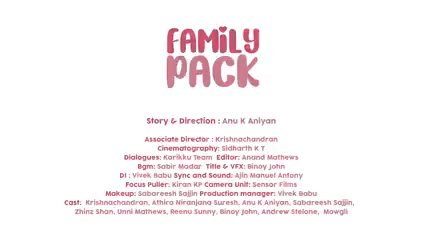 FAMILY
PACK
Story & Direction : Anu K Aniyan
Associate Director : Krishnachandran
Cinematography: Sidharth K T
Dialogues: Karikku Team Editor: Anand Mathews
Bgm: Sabir Madar Title & VFX: Binoy John
DI : Vivek Babu Sync and Sound: Ajin Manuel Antony
Focus Puller: Kiran KP Camera Unit: Sensor Films
Makeup: Sabareesh Sajjin Production manager: Vivek Babu
Cast: Krishnachandran, Athira Niranjana Suresh, Anu K Aniyan, Sabareesh Sajjin,
Zhinz Shan, Unni Mathews, Reenu Sunny, Binoy John, Andrew Stelone, Mowgli